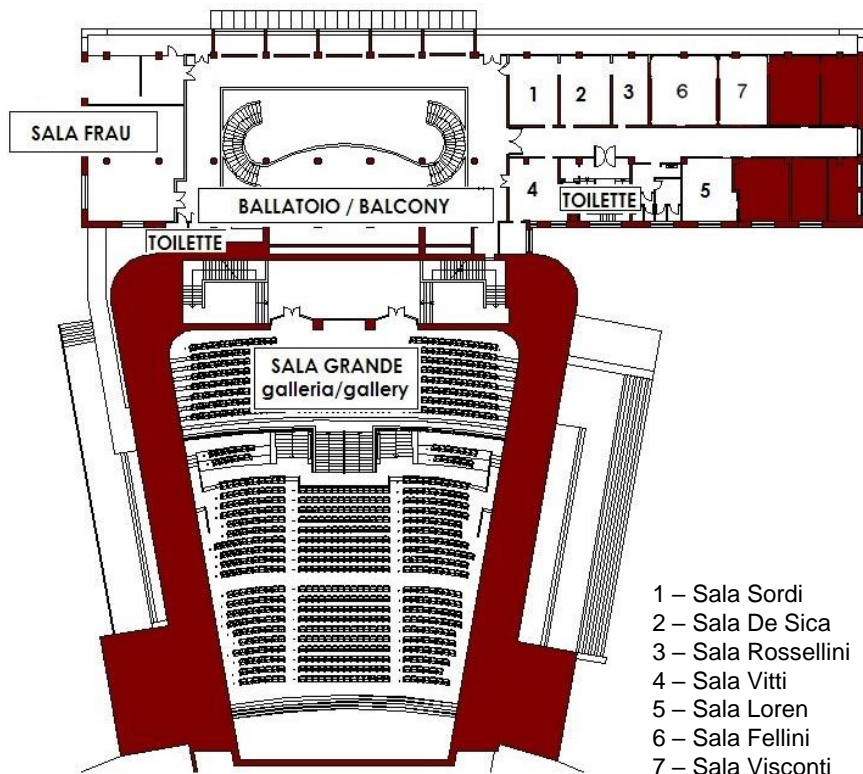 1
2
3
6
7
SALA FRAU
4
BALLATOIO / BALCONY
TOILETTE
5
TOILETTE
SALA GRANDE
galleria/gallery
1 – Sala Sordi
2 – Sala De Sica
3 – Sala Rossellini
4 – Sala Vitti
5 – Sala Loren
6 – Sala Fellini
7 – Sala Visconti